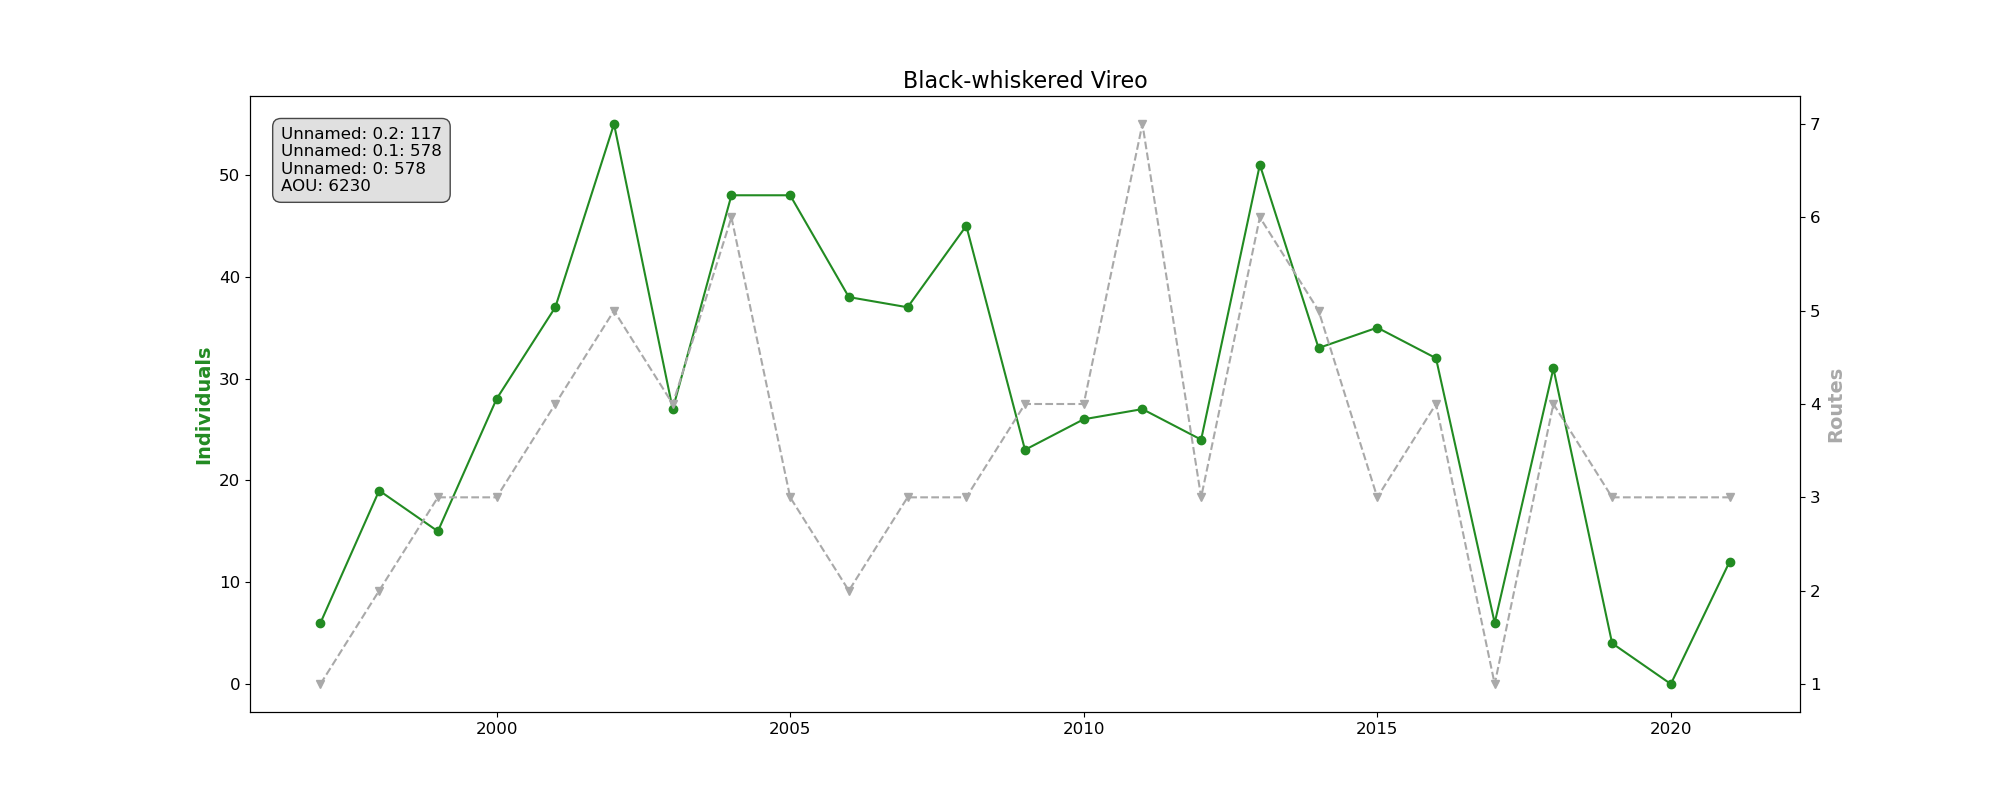 Black-whiskered Vireo
Unnamed: 0.2: 117
Unnamed: 0.1: 578
Unnamed: 0: 578
AOU: 6230
Individuals
50
40
30
20
10
0
7
6
5
4
3
2
1
Routes
2000 2005 2010 2015 2020